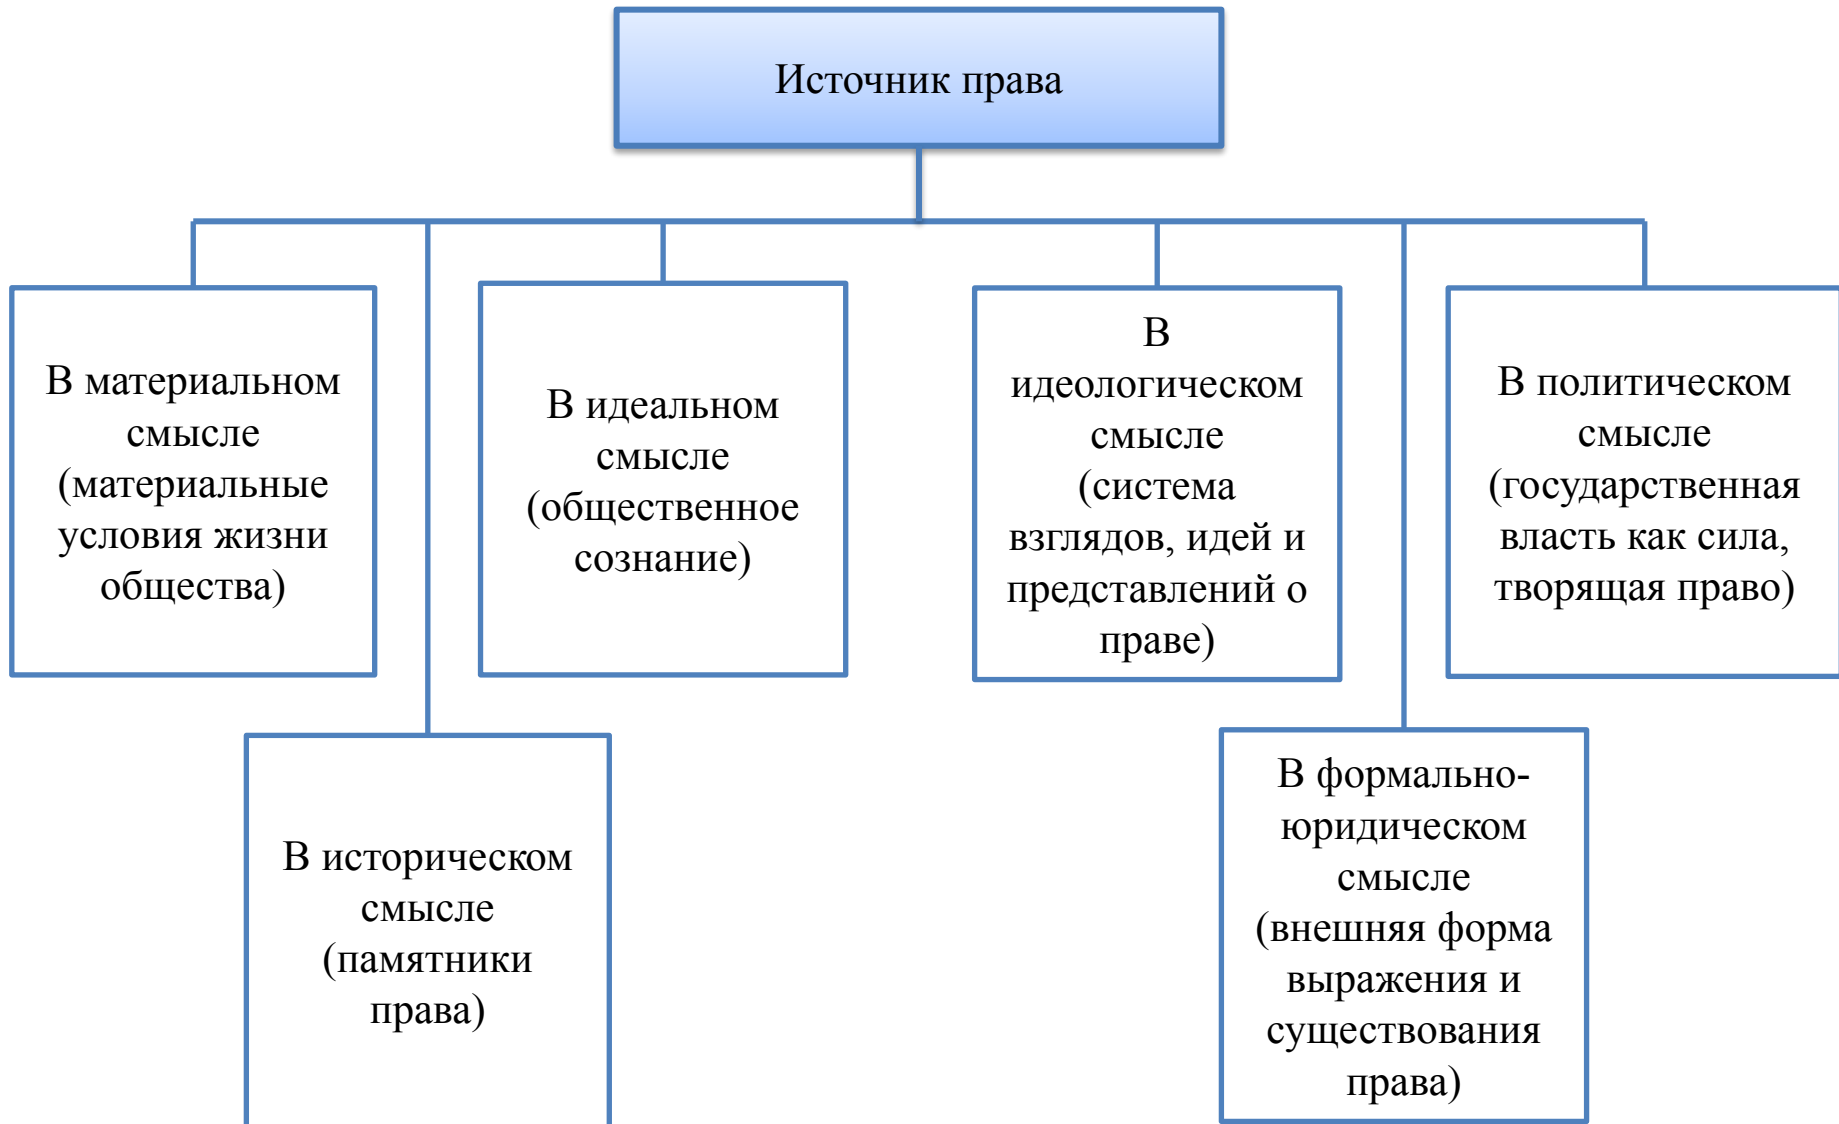 Источник права
В материальном
смысле
(материальные
условия жизни
общества)
В идеальном
смысле
(общественное
сознание)
В
идеологическом
смысле
(система
взглядов, идей и
представлений о
праве)
В политическом
смысле
(государственная
власть как сила,
творящая право)
В историческом
смысле
(памятники
права)
В формально-
юридическом
смысле
(внешняя форма
выражения и
существования
права)